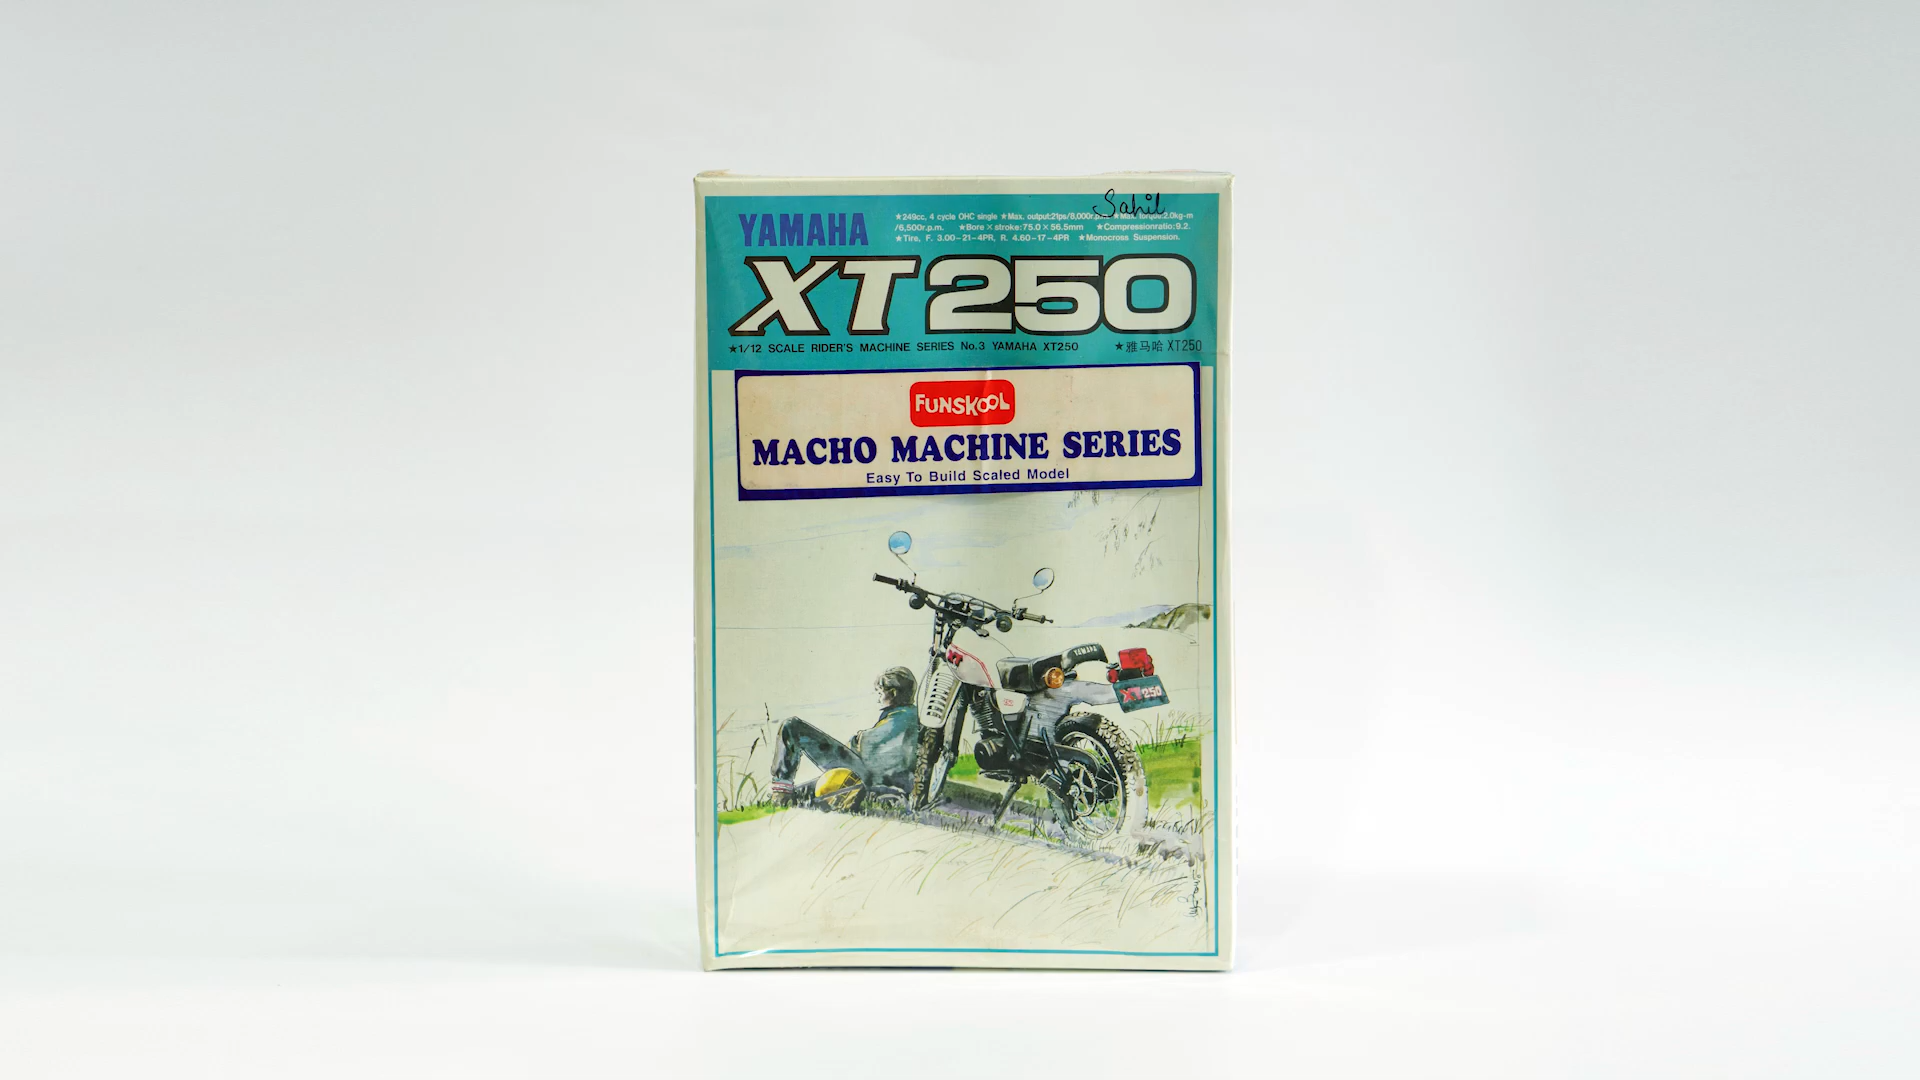 Sahil
YAMAHA
★249cc, 4 cycle OHC single ★Max. output:21ps/8,000r.p.m. ★Max. torque:2.0kg-m
/6,500r.p.m. ★Bore×stroke:75.0×56.5mm ★Compressionratio:9.2.
★Tire, F. 3.00-21-4PR, R. 4.60-17-4PR ★Monocross Suspension.
XT250
★1/12 SCALE RIDER'S MACHINE SERIES No.3 YAMAHA XT250 ★雅马哈 XT250
FUNSKOOL
MACHO MACHINE SERIES
Easy To Build Scaled Model
YAMAHA
XT
XT250